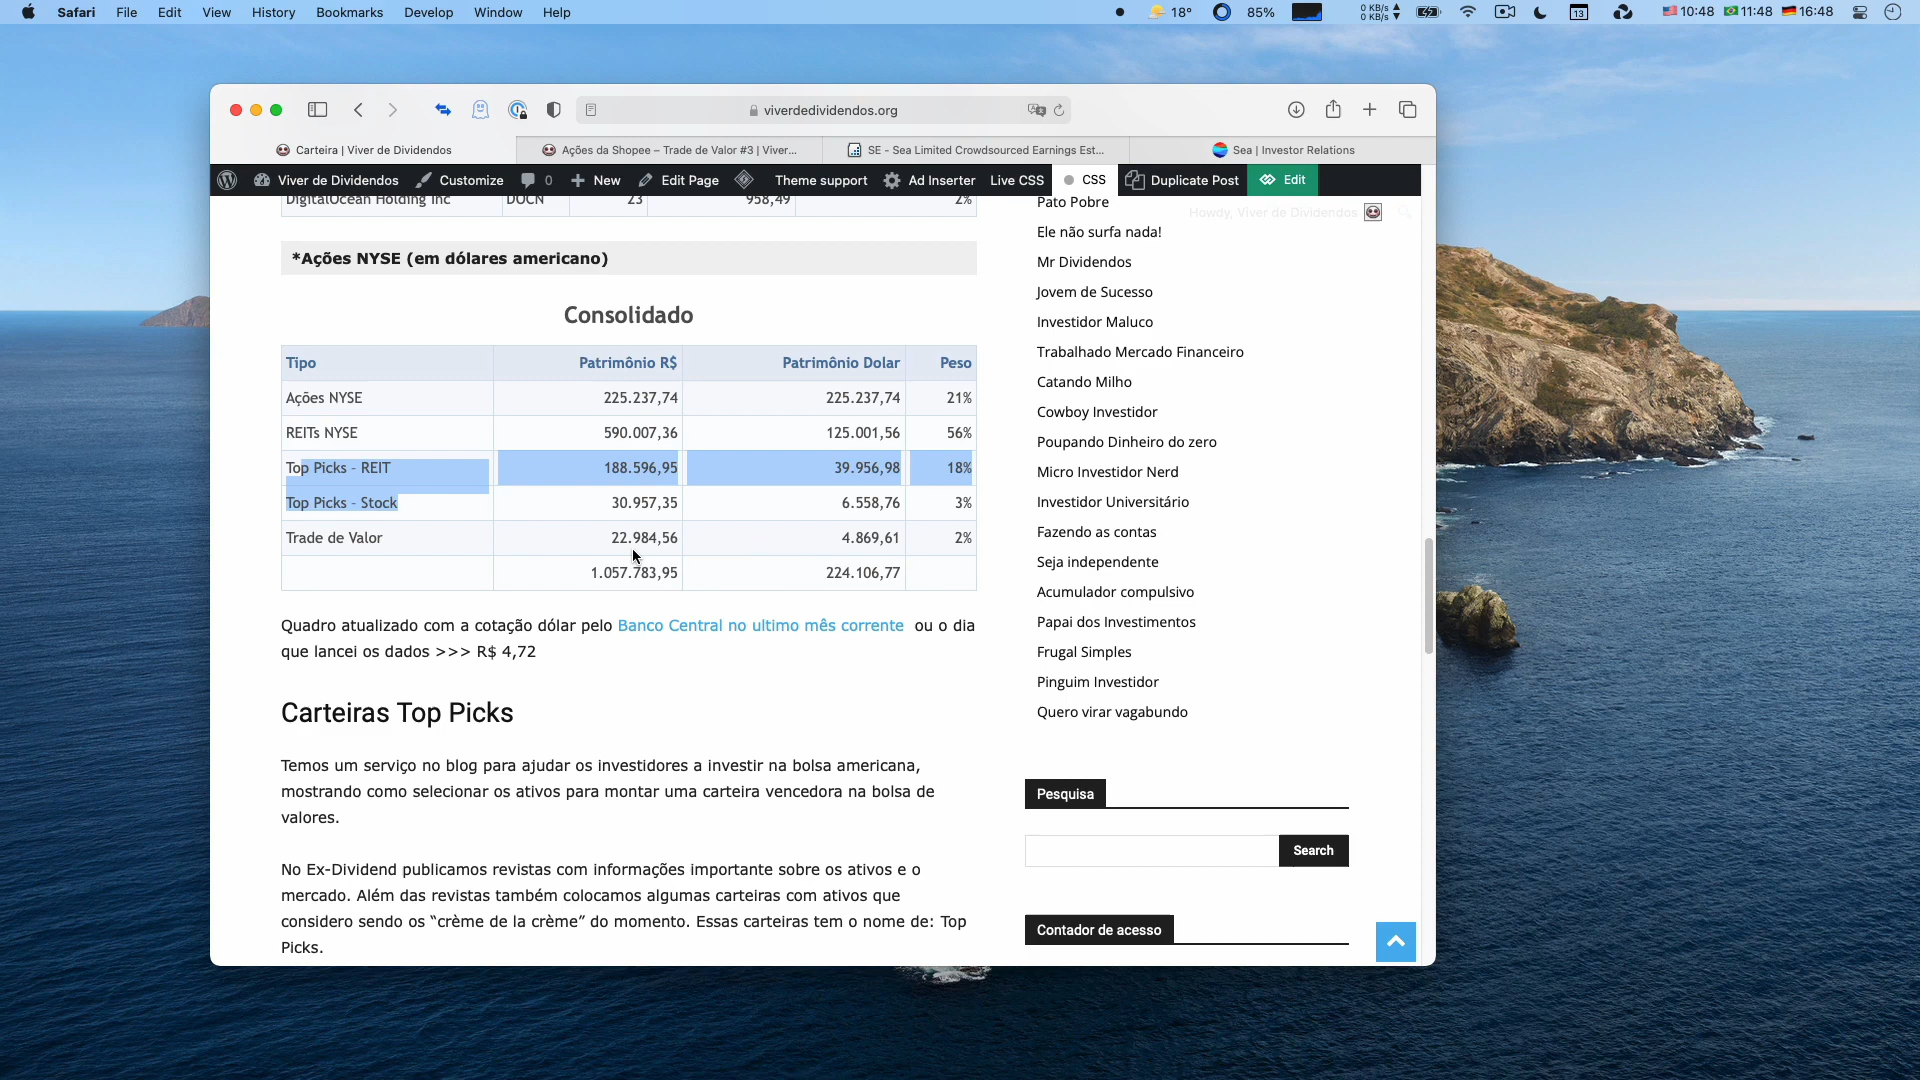 Safari File Edit View History Bookmarks Develop Window Help 18° 85% 0 KB/s 0 KB/s 13 10:48 11:48 16:48
viverdedividendos.org
Carteira | Viver de Dividendos Ações da Shopee – Trade de Valor #3 | Viver... SE - Sea Limited Crowdsourced Earnings Est... Sea | Investor Relations
Viver de Dividendos Customize 0 New Edit Page Theme support Ad Inserter Live CSS CSS Duplicate Post Edit
Howdy, Viver de Dividendos
DigitalOcean Holding Inc DOCN 23 958,49 2%
*Ações NYSE (em dólares americano)
Consolidado
Tipo Patrimônio R$ Patrimônio Dolar Peso
Ações NYSE 225.237,74 225.237,74 21%
REITs NYSE 590.007,36 125.001,56 56%
Top Picks - REIT 188.596,95 39.956,98 18%
Top Picks - Stock 30.957,35 6.558,76 3%
Trade de Valor 22.984,56 4.869,61 2%
1.057.783,95 224.106,77
Quadro atualizado com a cotação dólar pelo Banco Central no ultimo mês corrente ou o dia
que lancei os dados >>> R$ 4,72
Carteiras Top Picks
Temos um serviço no blog para ajudar os investidores a investir na bolsa americana,
mostrando como selecionar os ativos para montar uma carteira vencedora na bolsa de
valores.
No Ex-Dividend publicamos revistas com informações importante sobre os ativos e o
mercado. Além das revistas também colocamos algumas carteiras com ativos que
considero sendo os “crème de la crème” do momento. Essas carteiras tem o nome de: Top
Picks.
Pato Pobre
Ele não surfa nada!
Mr Dividendos
Jovem de Sucesso
Investidor Maluco
Trabalhado Mercado Financeiro
Catando Milho
Cowboy Investidor
Poupando Dinheiro do zero
Micro Investidor Nerd
Investidor Universitário
Fazendo as contas
Seja independente
Acumulador compulsivo
Papai dos Investimentos
Frugal Simples
Pinguim Investidor
Quero virar vagabundo
Pesquisa
Search
Contador de acesso